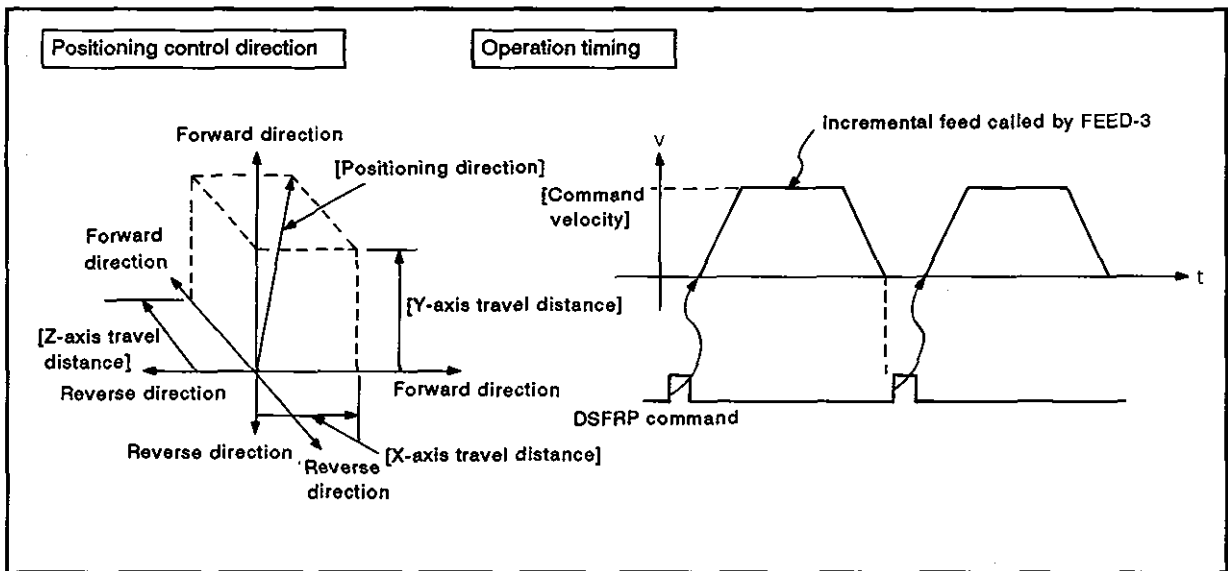 Positioning control direction
Operation timing
Forward direction
[Positioning direction]
Forward
direction
[Y-axis travel distance]
[Z-axis travel
distance]
Reverse direction
Forward direction
Reverse direction
Reverse
direction
[X-axis travel distance]
incremental feed called by FEED-3
V
[Command
velocity]
t
DSFRP command